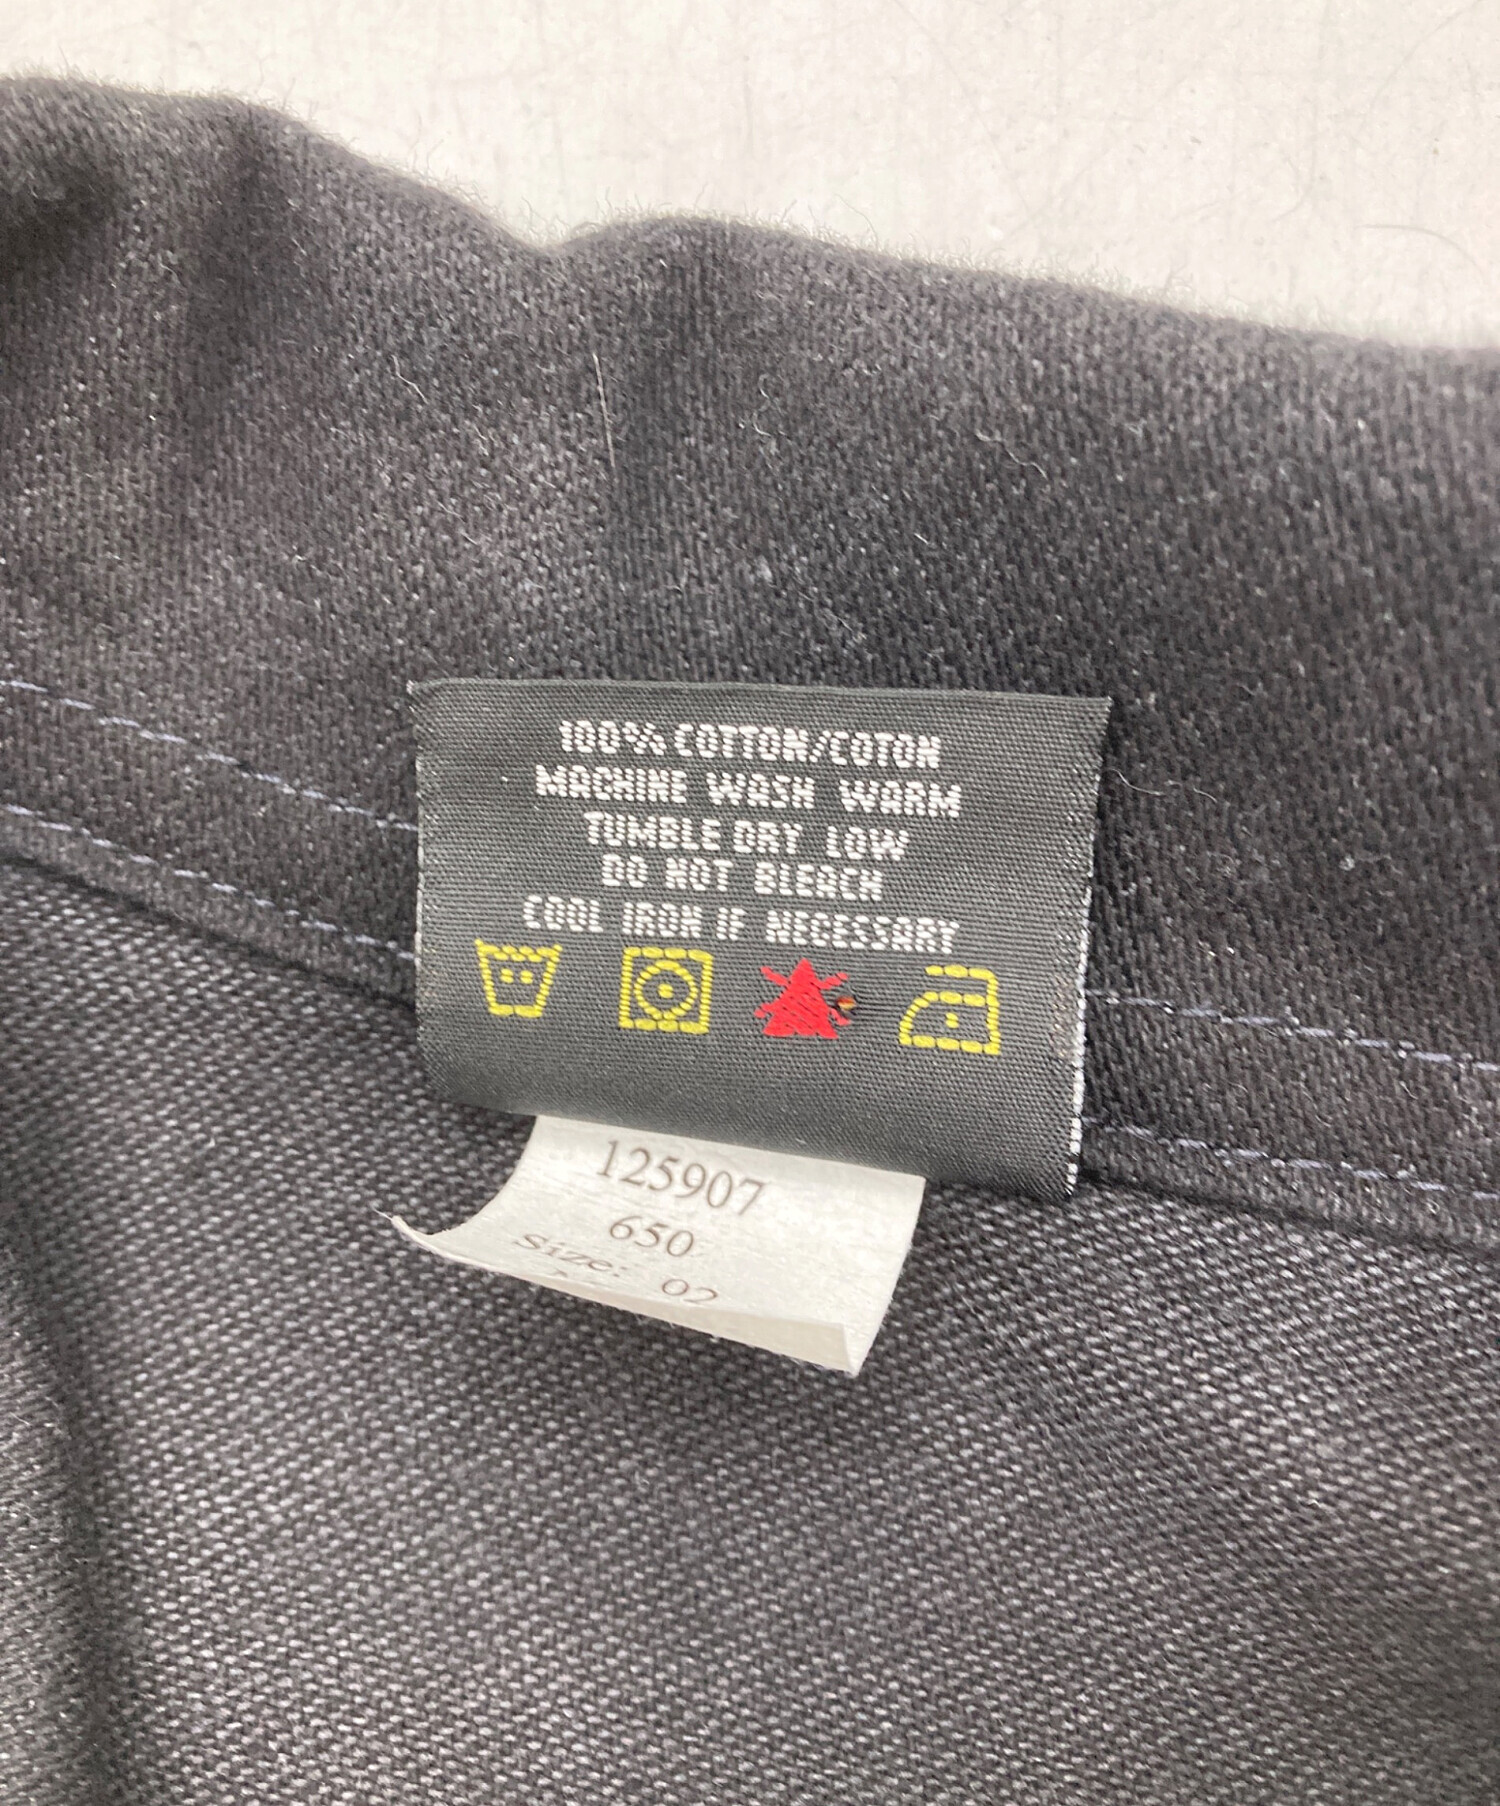 100% COTTON/COTON
MACHINE WASH WARM
TUMBLE DRY LOW
DO NOT BLEACH
COOL IRON IF NECESSARY
125907
650
Size: 02